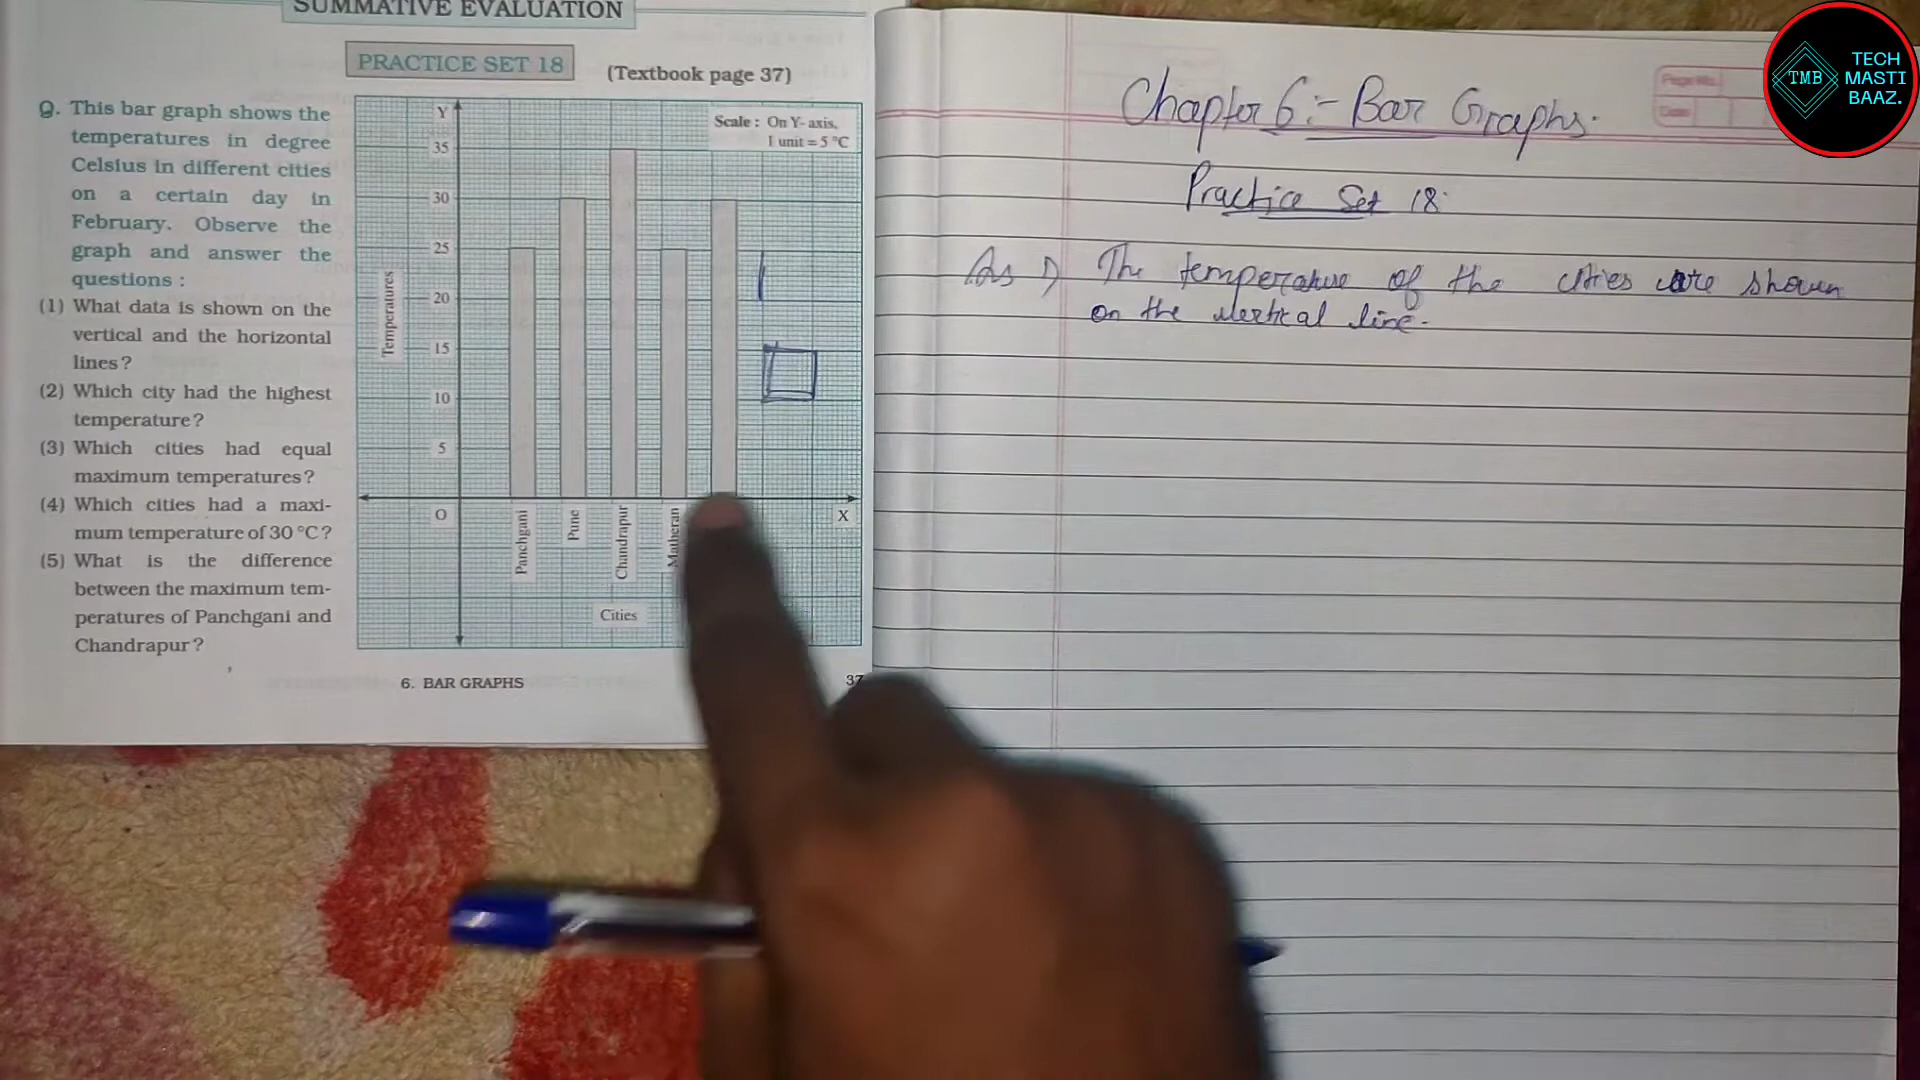 SUMMATIVE EVALUATION
PRACTICE SET 18
(Textbook page 37)
Q. This bar graph shows the
temperatures in degree
Celsius in different cities
on a certain day in
February. Observe the
graph and answer the
questions :
(1) What data is shown on the
vertical and the horizontal
lines?
(2) Which city had the highest
temperature?
(3) Which cities had equal
maximum temperatures?
(4) Which cities had a maxi-
mum temperature of 30 °C?
(5) What is the difference
between the maximum tem-
peratures of Panchgani and
Chandrapur?
Y
Scale : On Y- axis,
1 unit = 5 °C
35
30
25
20
15
10
5
O
X
Temperatures
Panchgani
Pune
Chandrapur
Matheran
Cities
6. BAR GRAPHS
37
Chapter 6:- Bar Graphs.
Practice Set 18.
As 1) The temperature of the cities are shown
on the vertical line.
Page No.
Date
TMB
TECH
MASTI
BAAZ.